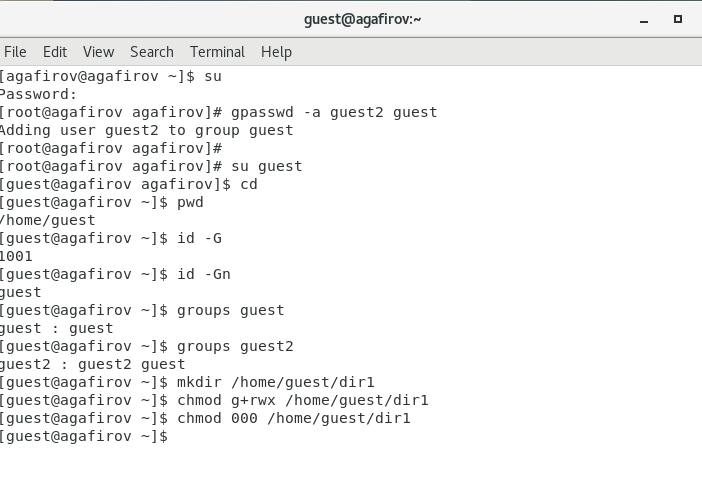 guest@agafirov:~
File Edit View Search Terminal Help
[agafirov@agafirov ~]$ su
Password:
[root@agafirov agafirov]# gpasswd -a guest2 guest
Adding user guest2 to group guest
[root@agafirov agafirov]#
[root@agafirov agafirov]# su guest
[guest@agafirov agafirov]$ cd
[guest@agafirov ~]$ pwd
/home/guest
[guest@agafirov ~]$ id -G
1001
[guest@agafirov ~]$ id -Gn
guest
[guest@agafirov ~]$ groups guest
guest : guest
[guest@agafirov ~]$ groups guest2
guest2 : guest2 guest
[guest@agafirov ~]$ mkdir /home/guest/dir1
[guest@agafirov ~]$ chmod g+rwx /home/guest/dir1
[guest@agafirov ~]$ chmod 000 /home/guest/dir1
[guest@agafirov ~]$